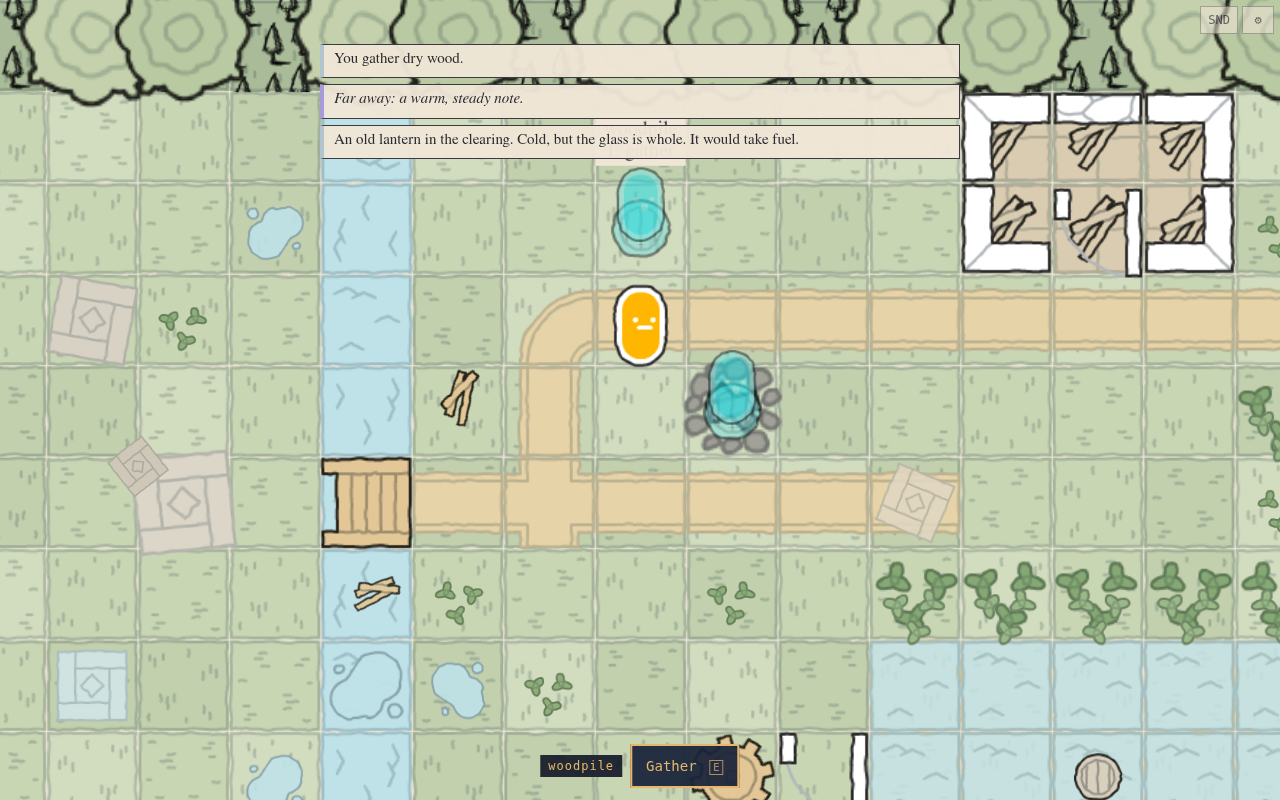 SND
You gather dry wood.
Far away: a warm, steady note.
An old lantern in the clearing. Cold, but the glass is whole. It would take fuel.
woodpile
Gather E